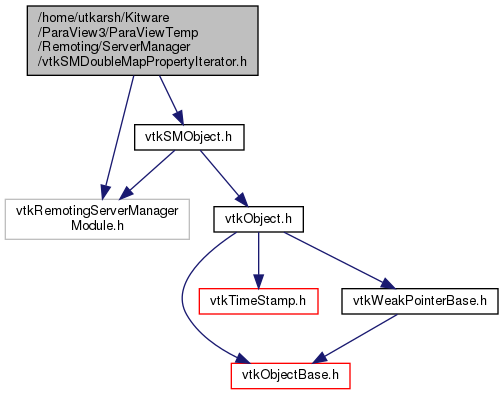 /home/utkarsh/Kitware
/ParaView3/ParaViewTemp
/Remoting/ServerManager
/vtkSMDoubleMapPropertyIterator.h
vtkSMObject.h
vtkRemotingServerManager
Module.h
vtkObject.h
vtkTimeStamp.h
vtkWeakPointerBase.h
vtkObjectBase.h